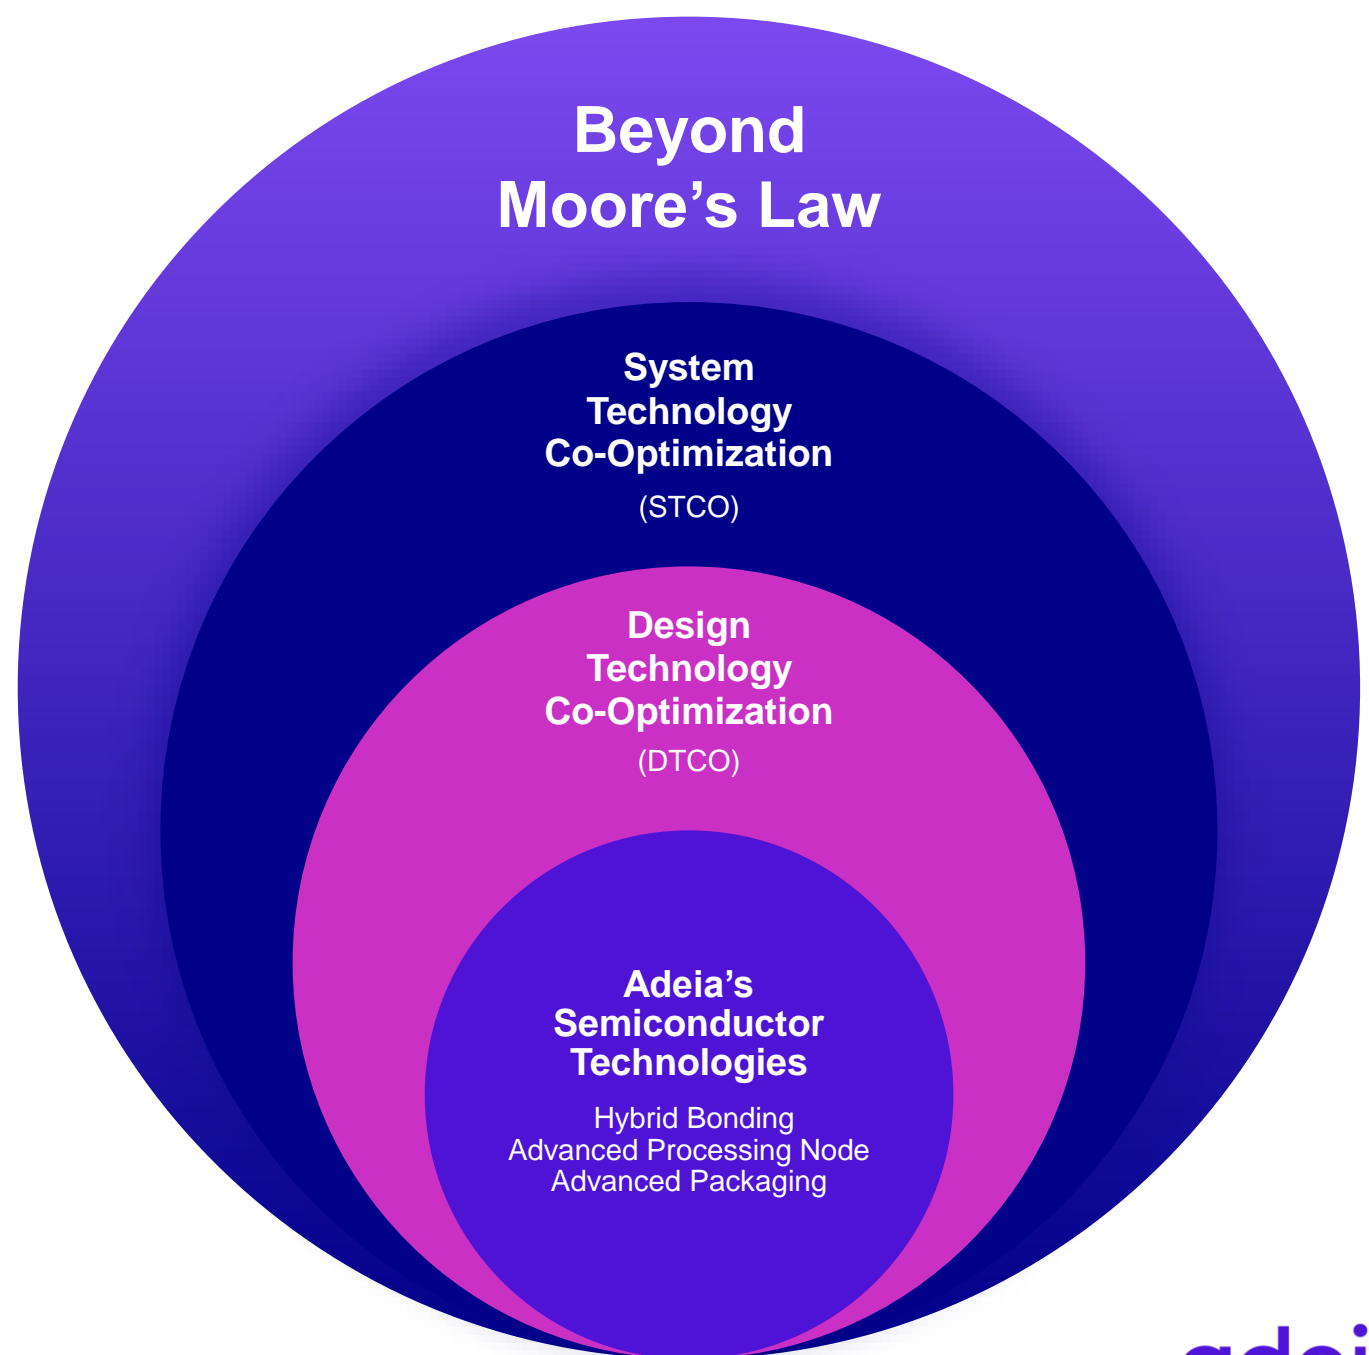 Beyond
Moore’s Law
System
Technology
Co-Optimization
(STCO)
Design
Technology
Co-Optimization
(DTCO)
Adeia’s
Semiconductor
Technologies
Hybrid Bonding
Advanced Processing Node
Advanced Packaging